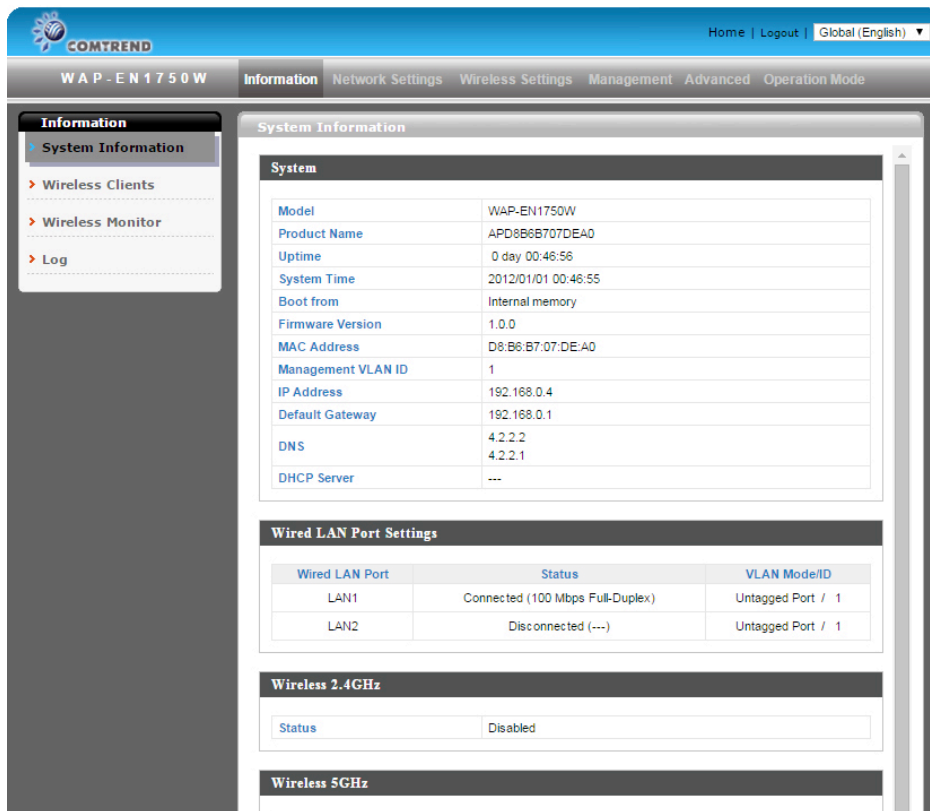 COMTREND
Home | Logout | Global (English)
WAP-EN1750W
Information Network Settings Wireless Settings Management Advanced Operation Mode
Information
System Information
Wireless Clients
Wireless Monitor
Log
System Information
System
Model WAP-EN1750W
Product Name APD8B6B707DEA0
Uptime 0 day 00:46:56
System Time 2012/01/01 00:46:55
Boot from Internal memory
Firmware Version 1.0.0
MAC Address D8:B6:B7:07:DE:A0
Management VLAN ID 1
IP Address 192.168.0.4
Default Gateway 192.168.0.1
DNS 4.2.2.2
4.2.2.1
DHCP Server ---
Wired LAN Port Settings
Wired LAN Port Status VLAN Mode/ID
LAN1 Connected (100 Mbps Full-Duplex) Untagged Port / 1
LAN2 Disconnected (---) Untagged Port / 1
Wireless 2.4GHz
Status Disabled
Wireless 5GHz